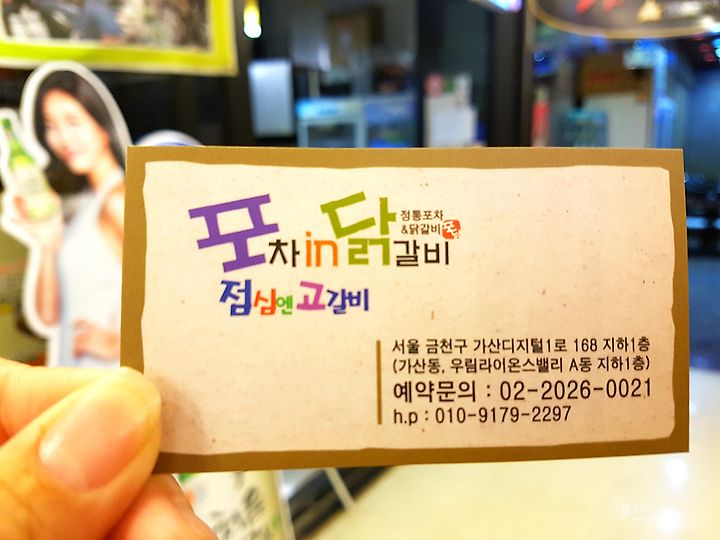 포차in닭갈비
정통포차
&닭갈비
점심엔고갈비
서울 금천구 가산디지털1로 168 지하1층
(가산동, 우림라이온스밸리 A동 지하1층)
예약문의 : 02-2026-0021
h.p : 010-9179-2297